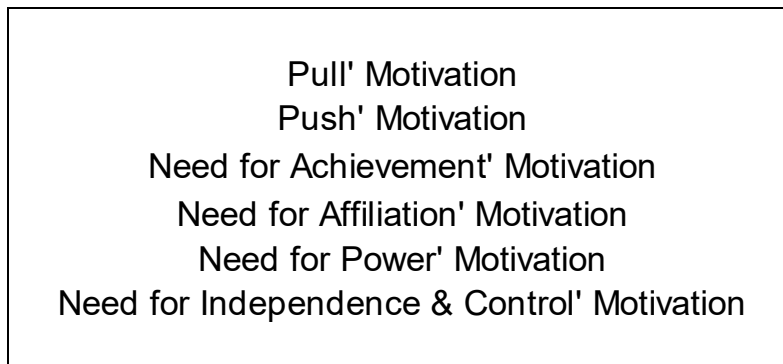 Pull' Motivation
Push' Motivation
Need for Achievement' Motivation
Need for Affiliation' Motivation
Need for Power' Motivation
Need for Independence & Control' Motivation